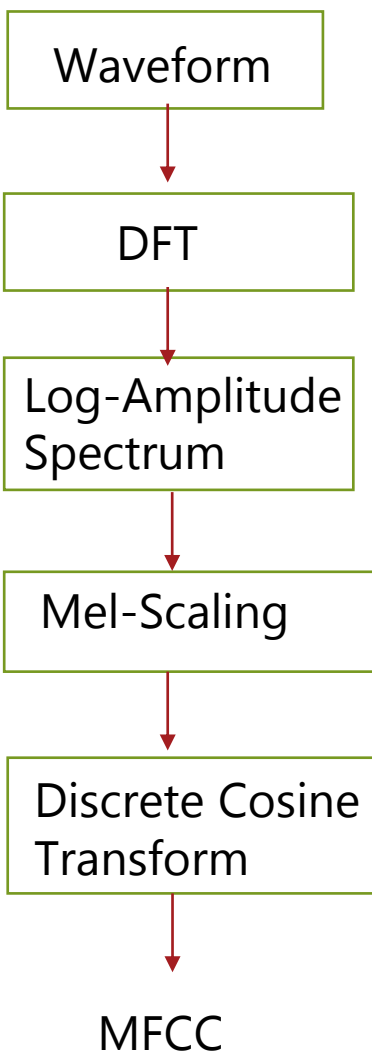 Waveform
DFT
Log-Amplitude
Spectrum
Mel-Scaling
Discrete Cosine
Transform
MFCC